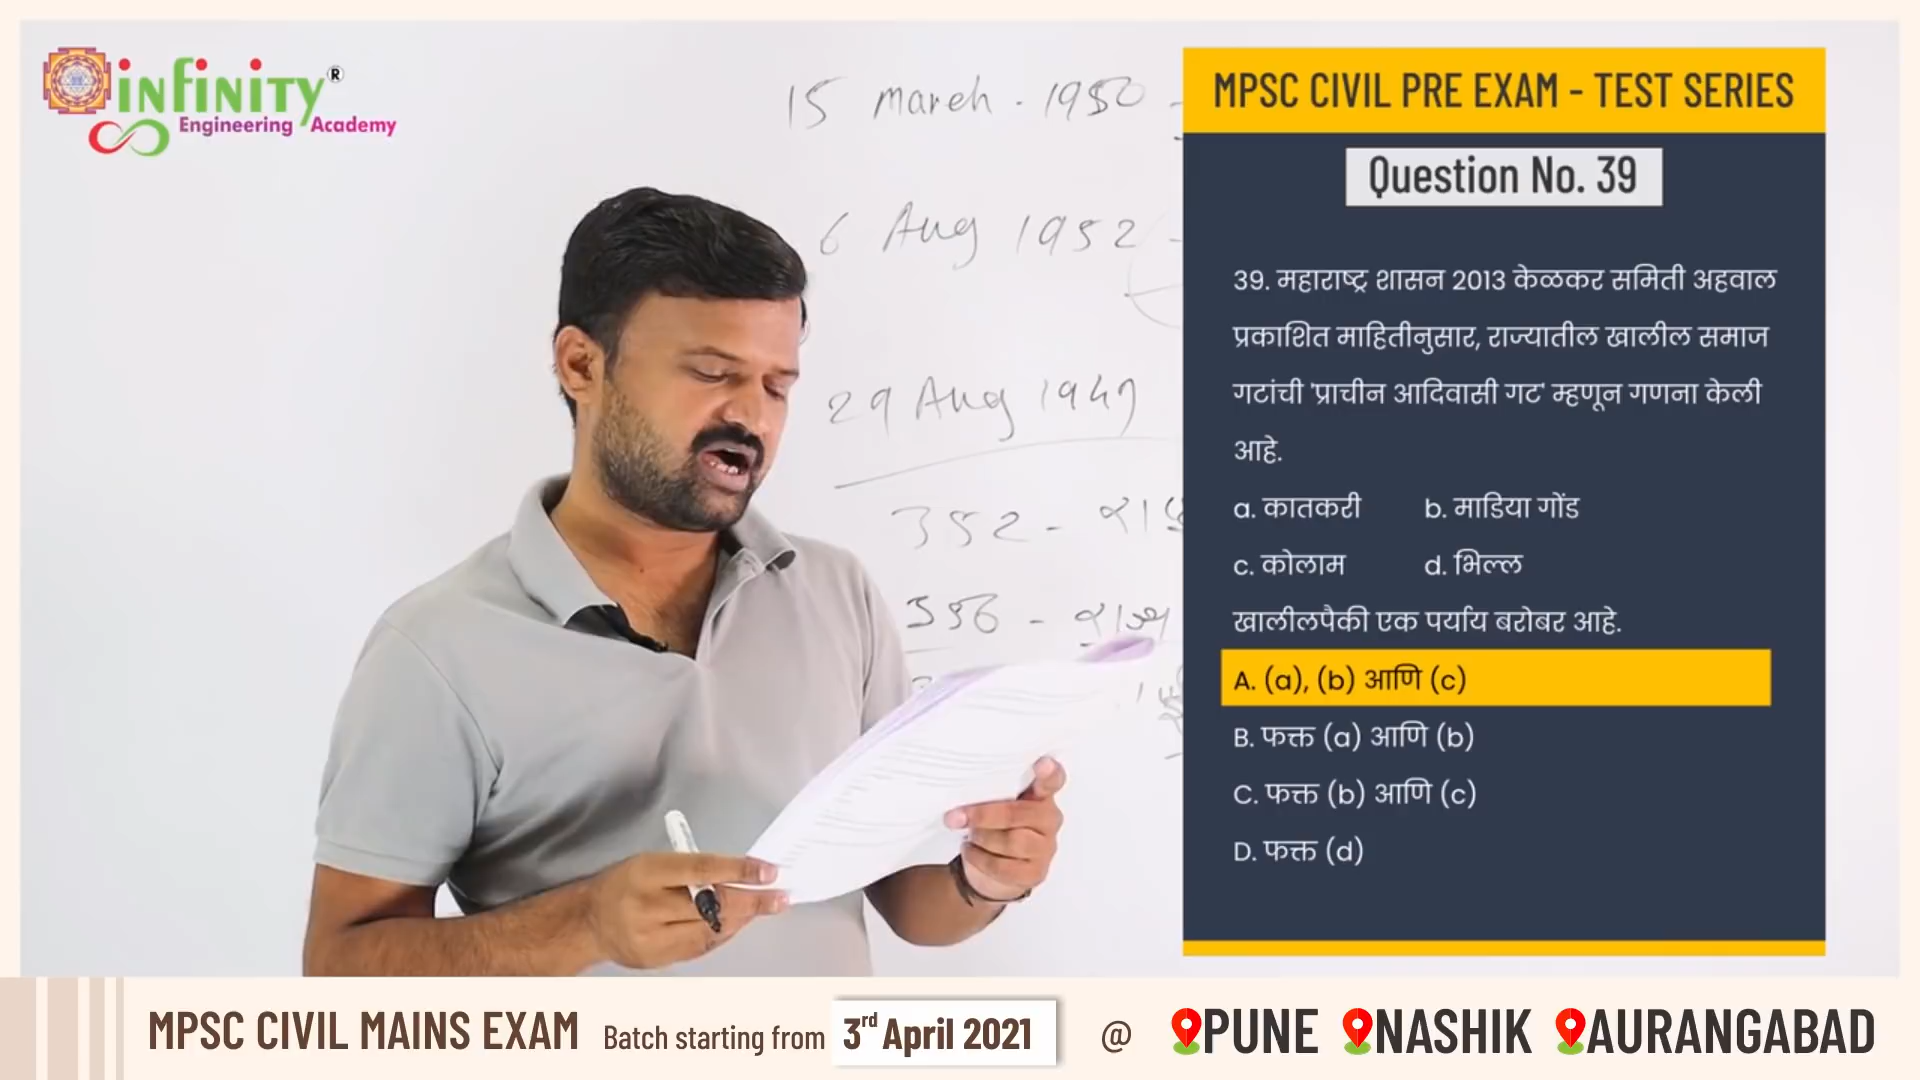 infinity®
Engineering Academy
15 march . 1950 -
6 Aug 1952 -
29 Aug 1947
352 -
356 - राज्य
MPSC CIVIL PRE EXAM - TEST SERIES
Question No. 39
39. महाराष्ट्र शासन 2013 केळकर समिती अहवाल
प्रकाशित माहितीनुसार, राज्यातील खालील समाज
गटांची 'प्राचीन आदिवासी गट' म्हणून गणना केली
आहे.
a. कातकरी b. माडिया गोंड
c. कोलाम d. भिल्ल
खालीलपैकी एक पर्याय बरोबर आहे.
A. (a), (b) आणि (c)
B. फक्त (a) आणि (b)
C. फक्त (b) आणि (c)
D. फक्त (d)
MPSC CIVIL MAINS EXAM Batch starting from 3rd April 2021 @ PUNE NASHIK AURANGABAD